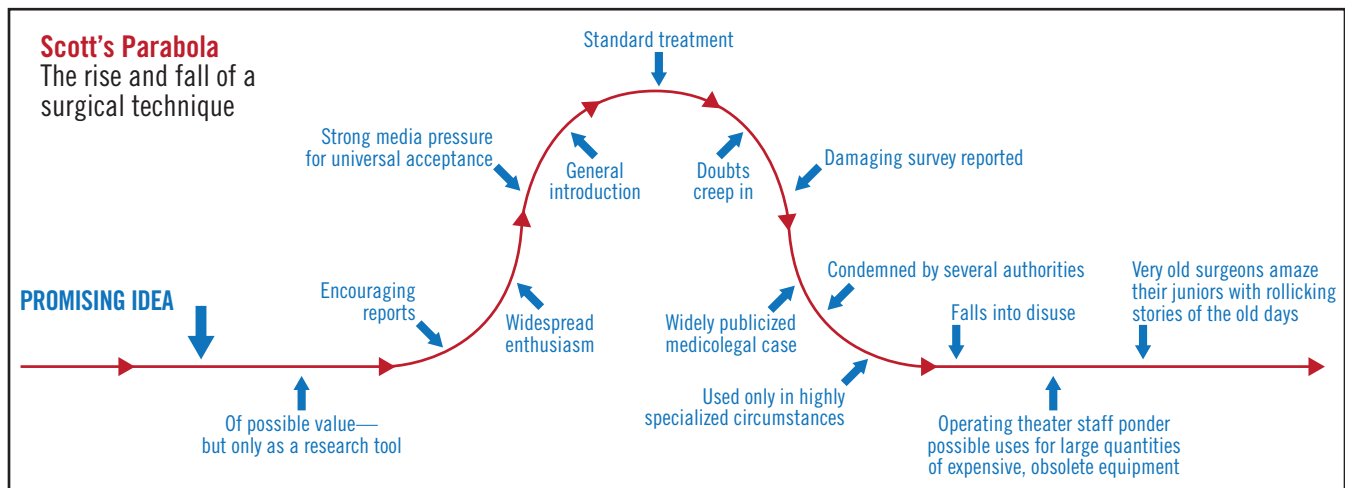 Scott's Parabola
The rise and fall of a
surgical technique
PROMISING IDEA
Of possible value—
but only as a research tool
Encouraging
reports
Widespread
enthusiasm
Strong media pressure
for universal acceptance
General
introduction
Standard treatment
Doubts
creep in
Damaging survey reported
Widely publicized
medicolegal case
Condemned by several authorities
Used only in highly
specialized circumstances
Falls into disuse
Operating theater staff ponder
possible uses for large quantities
of expensive, obsolete equipment
Very old surgeons amaze
their juniors with rollicking
stories of the old days